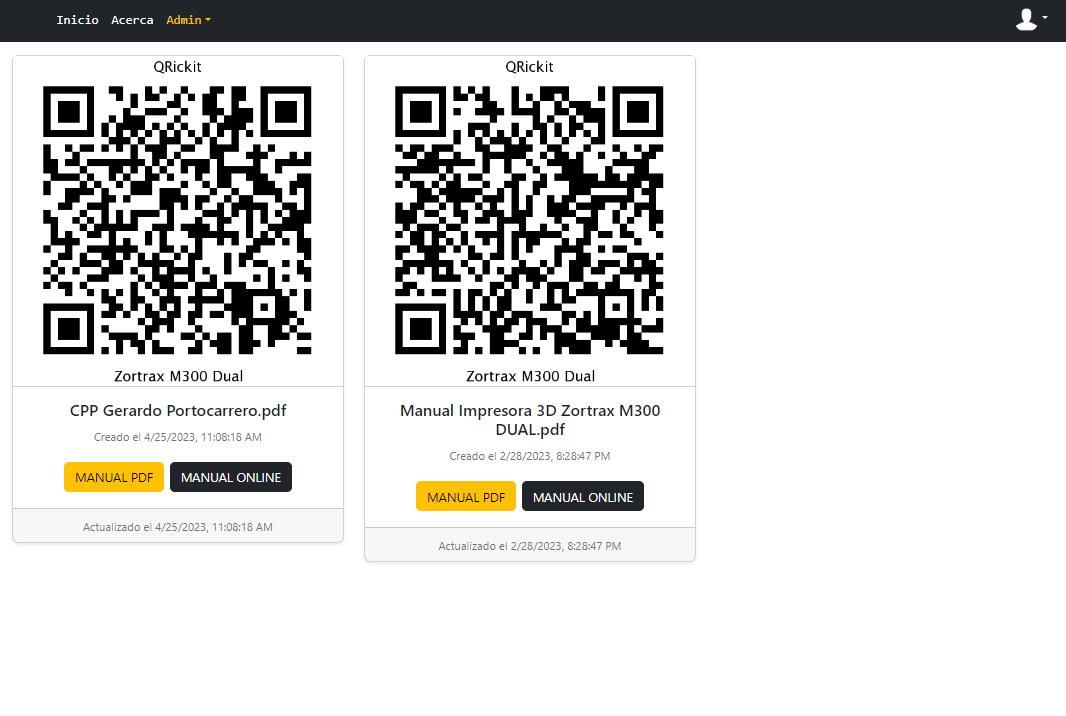 Inicio Acerca Admin
QRickit
Zortrax M300 Dual
CPP Gerardo Portocarrero.pdf
Creado el 4/25/2023, 11:08:18 AM
MANUAL PDF MANUAL ONLINE
Actualizado el 4/25/2023, 11:08:18 AM
QRickit
Zortrax M300 Dual
Manual Impresora 3D Zortrax M300
DUAL.pdf
Creado el 2/28/2023, 8:28:47 PM
MANUAL PDF MANUAL ONLINE
Actualizado el 2/28/2023, 8:28:47 PM